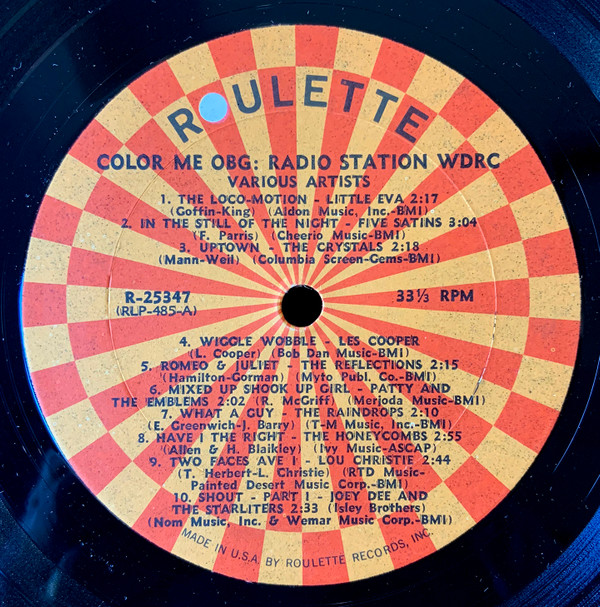 ROULETTE
COLOR ME OBG: RADIO STATION WDRC
VARIOUS ARTISTS
1. THE LOCO-MOTION - LITTLE EVA 2:17
(Goffin-King) (Aldon Music, Inc.-BMI)
2. IN THE STILL OF THE NIGHT - FIVE SATINS 3:04
(F. Parris) (Cheerio Music-BMI)
3. UPTOWN - THE CRYSTALS 2:18
(Mann-Weil) (Columbia Screen-Gems-BMI)
R-25347
(RLP-485-A)
33⅓ RPM
4. WIGGLE WOBBLE - LES COOPER
(L. Cooper) Bob Dan Music-BMI)
5. ROMEO & JULIET - THE REFLECTIONS 2:15
(Hamilton-Gorman) (Myto Publ. Co.-BMI)
6. MIXED UP SHOOK UP GIRL - PATTY AND
THE EMBLEMS 2:02 (R. McGriff) (Merjoda Music-BMI)
7. WHAT A GUY - THE RAINDROPS 2:10
(E. Greenwich-J. Barry) (T-M Music, Inc.-BMI)
8. HAVE I THE RIGHT - THE HONEYCOMBS 2:55
(Allen & H. Blaikley) (Ivy Music-ASCAP)
9. TWO FACES AVE I - LOU CHRISTIE 2:44
(T. Herbert-L. Christie) (RTD Music-
Painted Desert Music Corp.-BMI)
10. SHOUT - PART I - JOEY DEE AND
THE STARLITERS 2:33 (Isley Brothers)
(Nom Music, Inc. & Wemar Music Corp.-BMI)
MADE IN U.S.A BY ROULETTE RECORDS, INC.